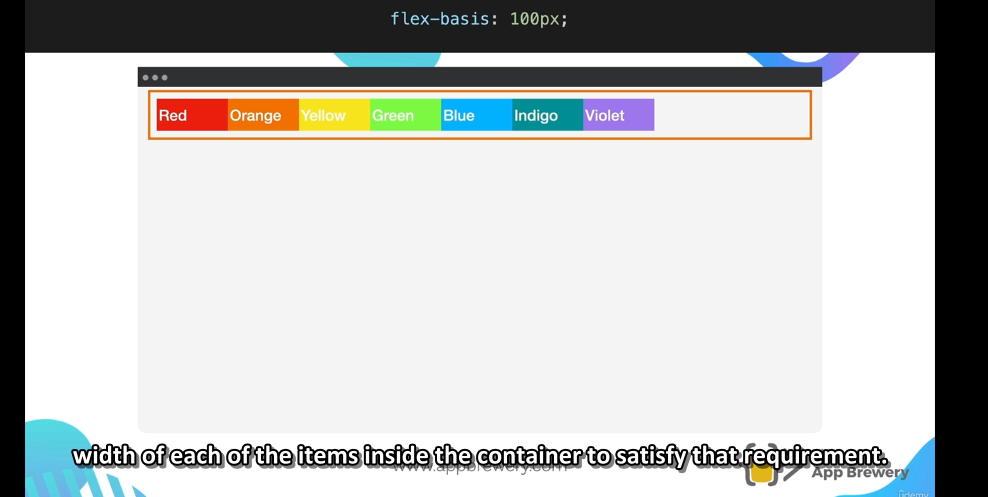 flex-basis: 100px;
Red Orange Yellow Green Blue Indigo Violet
width of each of the items inside the container to satisfy that requirement.
www.appbrewery.com
App Brewery
ûdemy